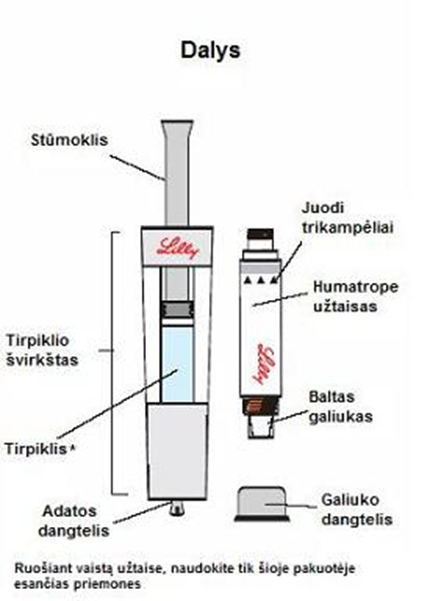 Dalys
Stūmoklis
Juodi
trikampėliai
Lilly
Humatrope
užtaisas
Tirpiklio
švirkštas
Lilly
Baltas
galiukas
Tirpiklis*
Adatos
dangtelis
Galiuko
dangtelis
Ruošiant vaistą užtaise, naudokite tik šioje pakuotėje
esančias priemones